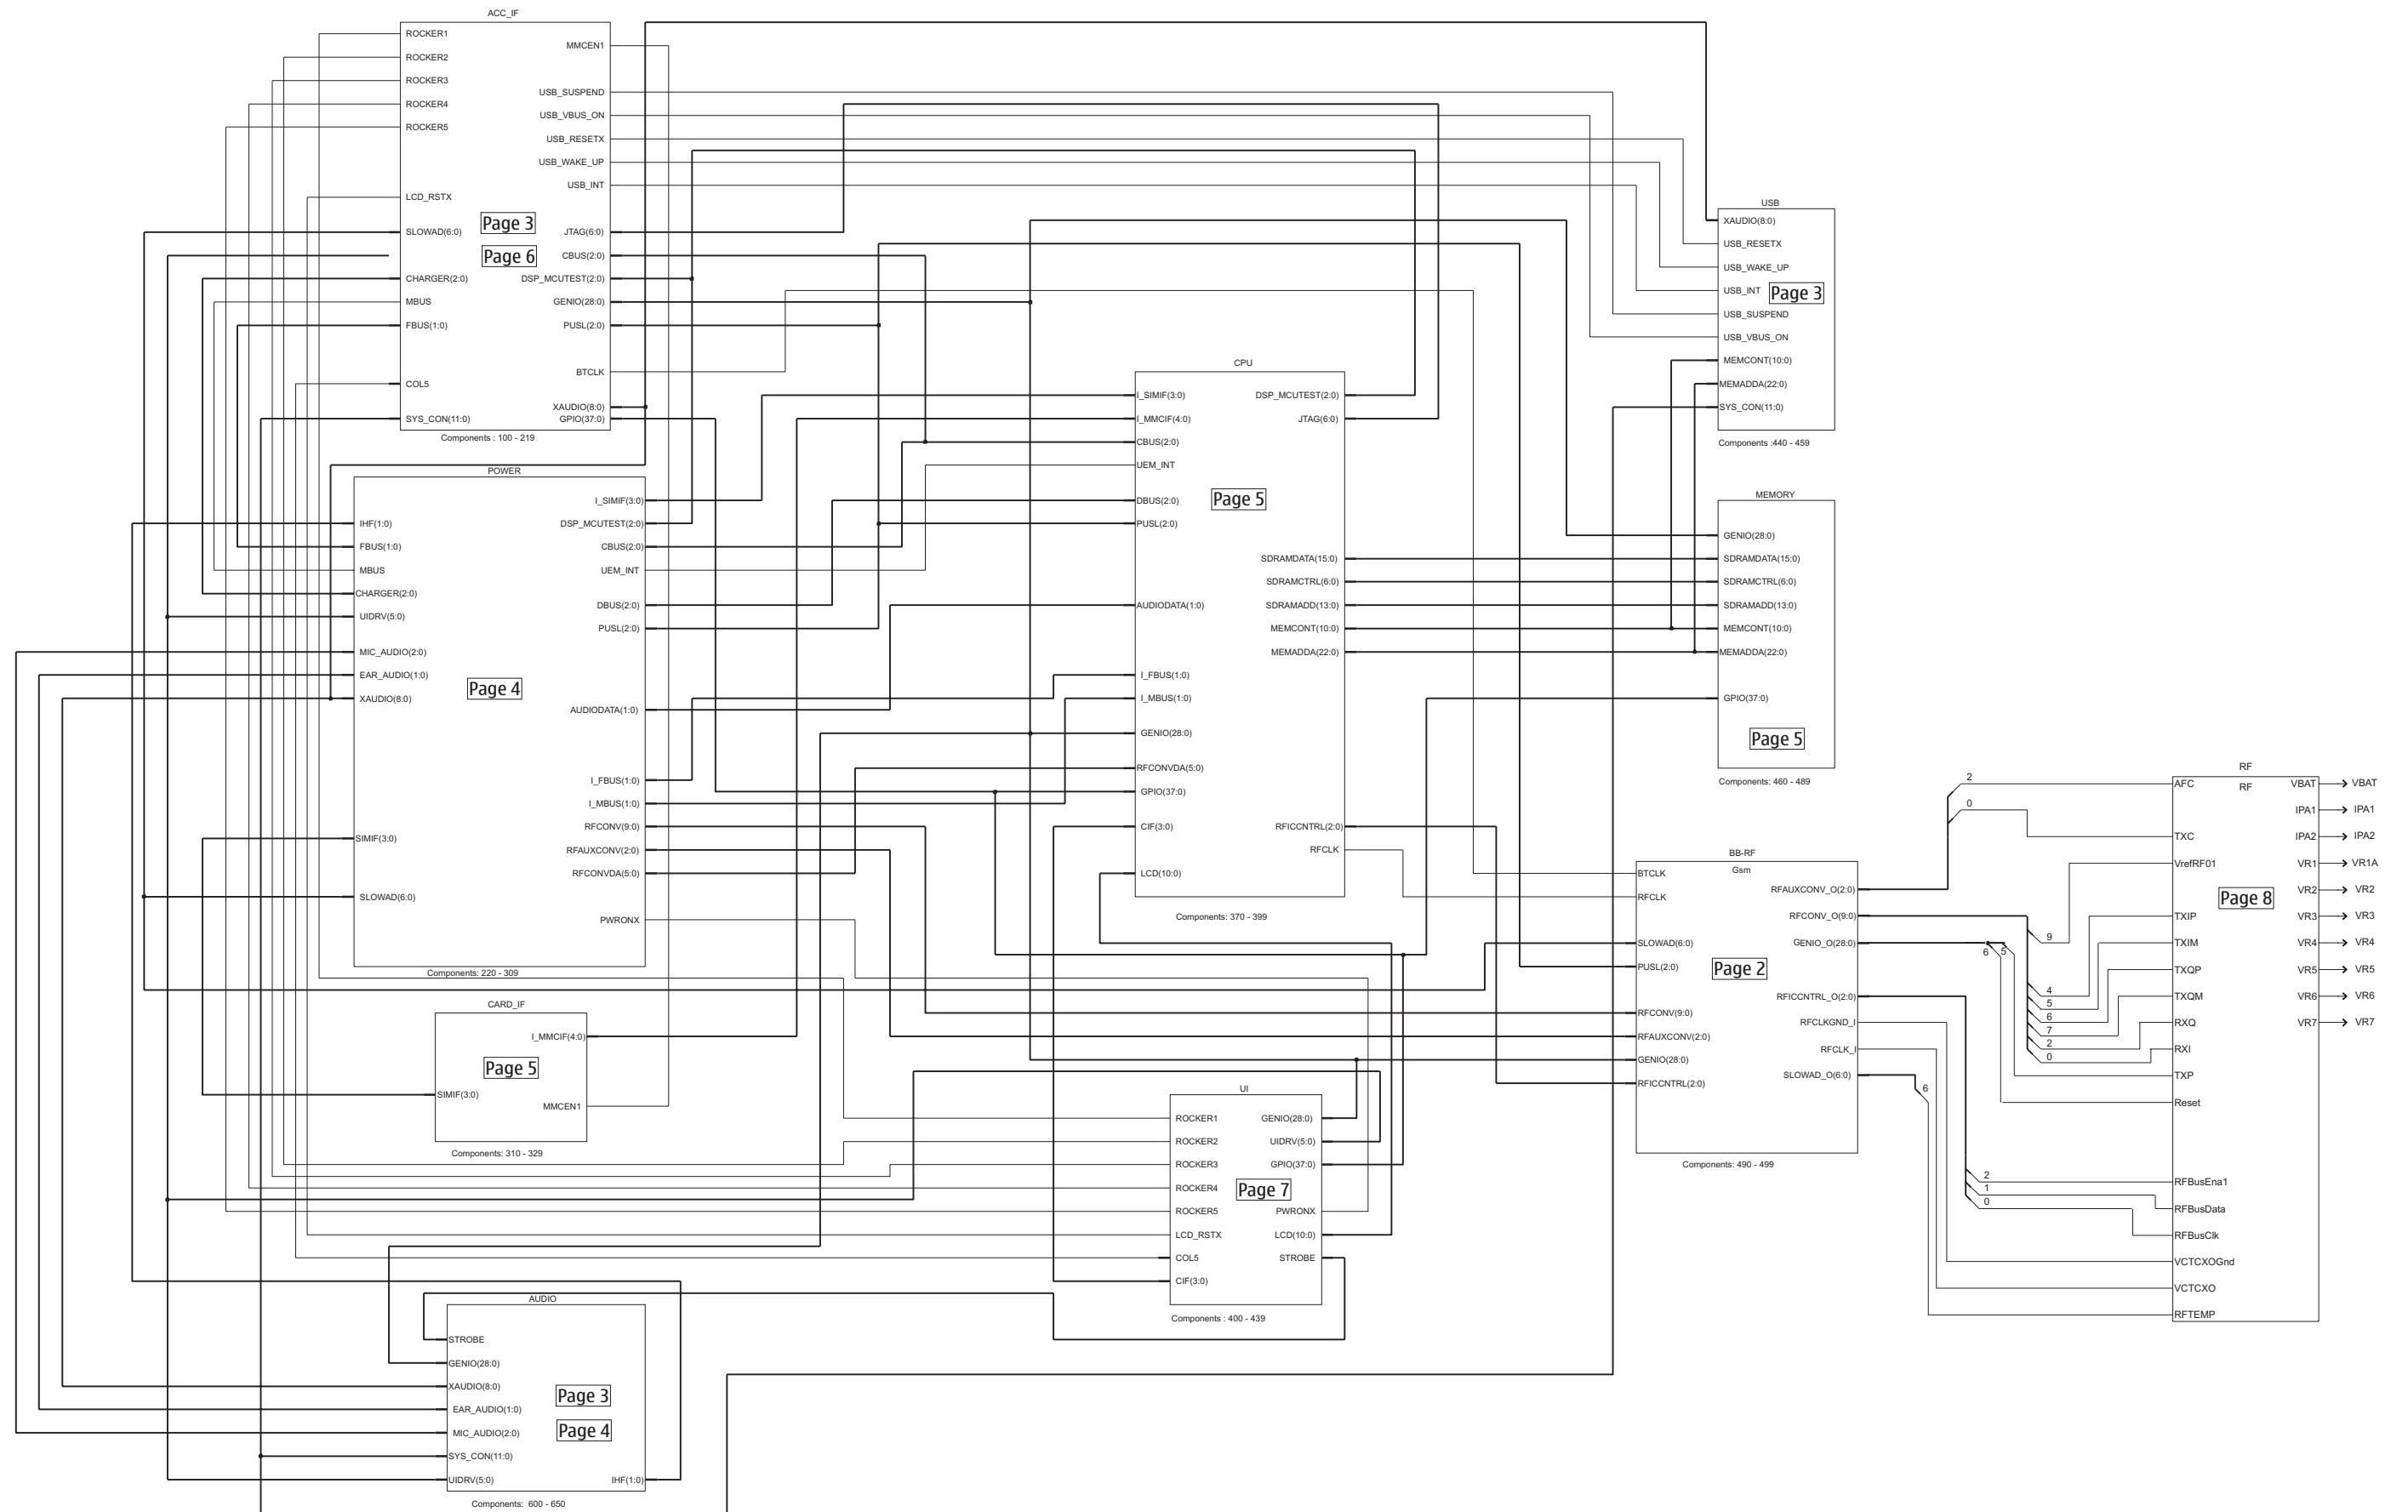 ACC_IF
ROCKER1
ROCKER2
ROCKER3
ROCKER4
ROCKER5
LCD_RSTX
SLOWAD(6:0)
CHARGER(2:0)
MBUS
FBUS(1:0)
COL5
SYS_CON(11:0)
Page 3
Page 6
MMCEN1
USB_SUSPEND
USB_VBUS_ON
USB_RESETX
USB_WAKE_UP
USB_INT
JTAG(6:0)
CBUS(2:0)
DSP_MCUTEST(2:0)
GENIO(28:0)
PUSL(2:0)
BTCLK
XAUDIO(8:0)
GPIO(37:0)
Components : 100 - 219
POWER
IHF(1:0)
FBUS(1:0)
MBUS
CHARGER(2:0)
UIDRV(5:0)
MIC_AUDIO(2:0)
EAR_AUDIO(1:0)
XAUDIO(8:0)
SIMIF(3:0)
SLOWAD(6:0)
Page 4
I_SIMIF(3:0)
DSP_MCUTEST(2:0)
CBUS(2:0)
UEM_INT
DBUS(2:0)
PUSL(2:0)
AUDIODATA(1:0)
I_FBUS(1:0)
I_MBUS(1:0)
RFCONV(9:0)
RFAUXCONV(2:0)
RFCONVDA(5:0)
PWRONX
Components: 220 - 309
CARD_IF
I_MMCIF(4:0)
Page 5
SIMIF(3:0)
MMCEN1
Components: 310 - 329
AUDIO
STROBE
GENIO(28:0)
XAUDIO(8:0)
EAR_AUDIO(1:0)
MIC_AUDIO(2:0)
SYS_CON(11:0)
UIDRV(5:0)
Page 3
Page 4
IHF(1:0)
Components: 600 - 650
CPU
I_SIMIF(3:0)
I_MMCIF(4:0)
CBUS(2:0)
UEM_INT
DBUS(2:0)
PUSL(2:0)
AUDIODATA(1:0)
I_FBUS(1:0)
I_MBUS(1:0)
GENIO(28:0)
RFCONVDA(5:0)
GPIO(37:0)
CIF(3:0)
LCD(10:0)
Page 5
DSP_MCUTEST(2:0)
JTAG(6:0)
SDRAMDATA(15:0)
SDRAMCTRL(6:0)
SDRAMADD(13:0)
MEMCONT(10:0)
MEMADDA(22:0)
RFICCNTRL(2:0)
RFCLK
Components: 370 - 399
UI
ROCKER1
ROCKER2
ROCKER3
ROCKER4
ROCKER5
LCD_RSTX
COL5
CIF(3:0)
Page 7
GENIO(28:0)
UIDRV(5:0)
GPIO(37:0)
PWRONX
LCD(10:0)
STROBE
Components : 400 - 439
USB
XAUDIO(8:0)
USB_RESETX
USB_WAKE_UP
USB_INT
Page 3
USB_SUSPEND
USB_VBUS_ON
MEMCONT(10:0)
MEMADDA(22:0)
SYS_CON(11:0)
Components :440 - 459
MEMORY
GENIO(28:0)
SDRAMDATA(15:0)
SDRAMCTRL(6:0)
SDRAMADD(13:0)
MEMCONT(10:0)
MEMADDA(22:0)
GPIO(37:0)
Page 5
Components: 460 - 489
BB-RF
Gsm
BTCLK
RFCLK
SLOWAD(6:0)
PUSL(2:0)
RFCONV(9:0)
RFAUXCONV(2:0)
GENIO(28:0)
RFICCNTRL(2:0)
Page 2
RFAUXCONV_O(2:0)
RFCONV_O(9:0)
GENIO_O(28:0)
RFICCNTRL_O(2:0)
RFCLKGND_I
RFCLK_I
SLOWAD_O(6:0)
Components: 490 - 499
2
0
9
6
5
4
5
6
7
2
0
6
2
1
0
RF
RF
AFC
TXC
VrefRF01
TXIP
TXIM
TXQP
TXQM
RXQ
RXI
TXP
Reset
RFBusEna1
RFBusData
RFBusClk
VCTCXOGnd
VCTCXO
RFTEMP
Page 8
VBAT
IPA1
IPA2
VR1
VR2
VR3
VR4
VR5
VR6
VR7
VBAT
IPA1
IPA2
VR1A
VR2
VR3
VR4
VR5
VR6
VR7